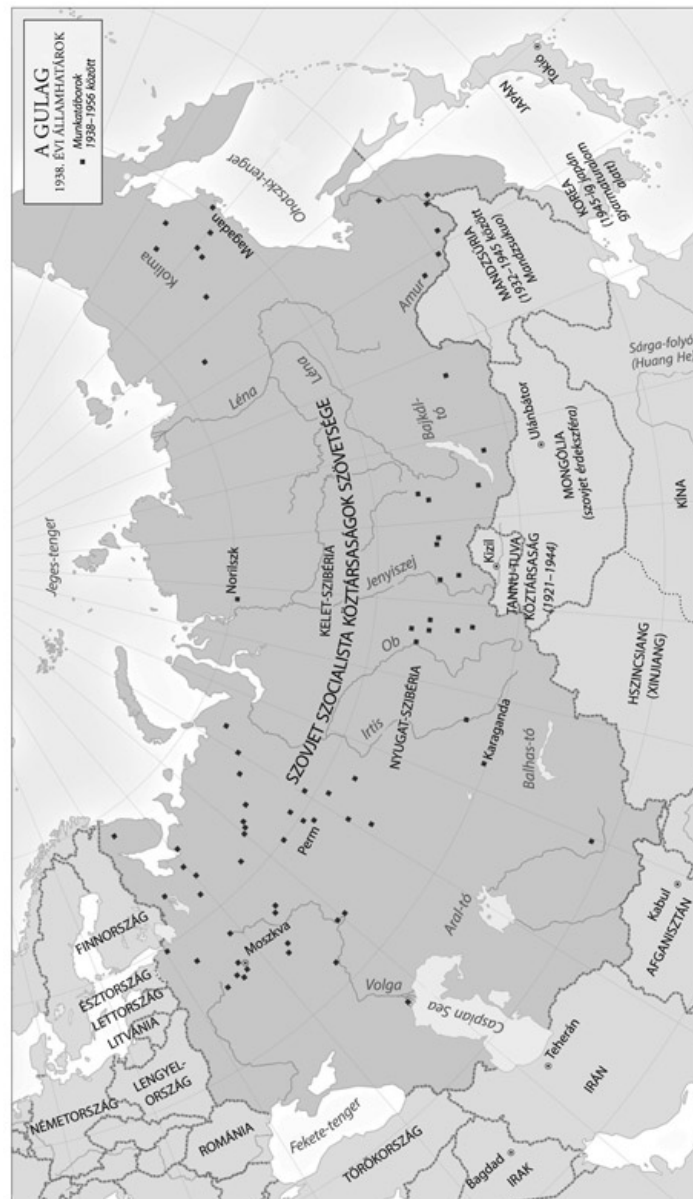 A GULAG
1938. ÉVI ÁLLAMHATÁROK
Munkatáborok
1938–1956 között
Jeges-tenger
Ohotszki-tenger
Kolima
Magadan
Léna
Léna
Norilszk
KELET-SZIBÉRIA
SZOVJET SZOCIALISTA KÖZTÁRSASÁGOK SZÖVETSÉGE
Jenyiszej
Ob
Irtis
NYUGAT-SZIBÉRIA
Bajkál-
tó
Amur
JAPÁN
Tokió
KOREA
(1945-ig japán
gyarmaturalom
alatt)
MANDZSÚRIA
(1932–1945 között
Mandzsukuo)
Sárga-folyó
(Huang He)
Ulánbátor
MONGÓLIA
(szovjet érdekszféra)
KÍNA
Kizil
TANNU-TUVA
KÖZTÁRSASÁG
(1921–1944)
HSZINCSIANG
(XINJIANG)
Karaganda
Balhas-tó
Perm
Moszkva
FINNORSZÁG
ÉSZTORSZÁG
LETTORSZÁG
LITVÁNIA
LENGYEL-
ORSZÁG
NÉMETORSZÁG
ROMÁNIA
Fekete-tenger
Volga
Caspian Sea
Aral-tó
Kabul
AFGANISZTÁN
Teherán
IRÁN
TÖRÖKORSZÁG
Bagdad
IRAK